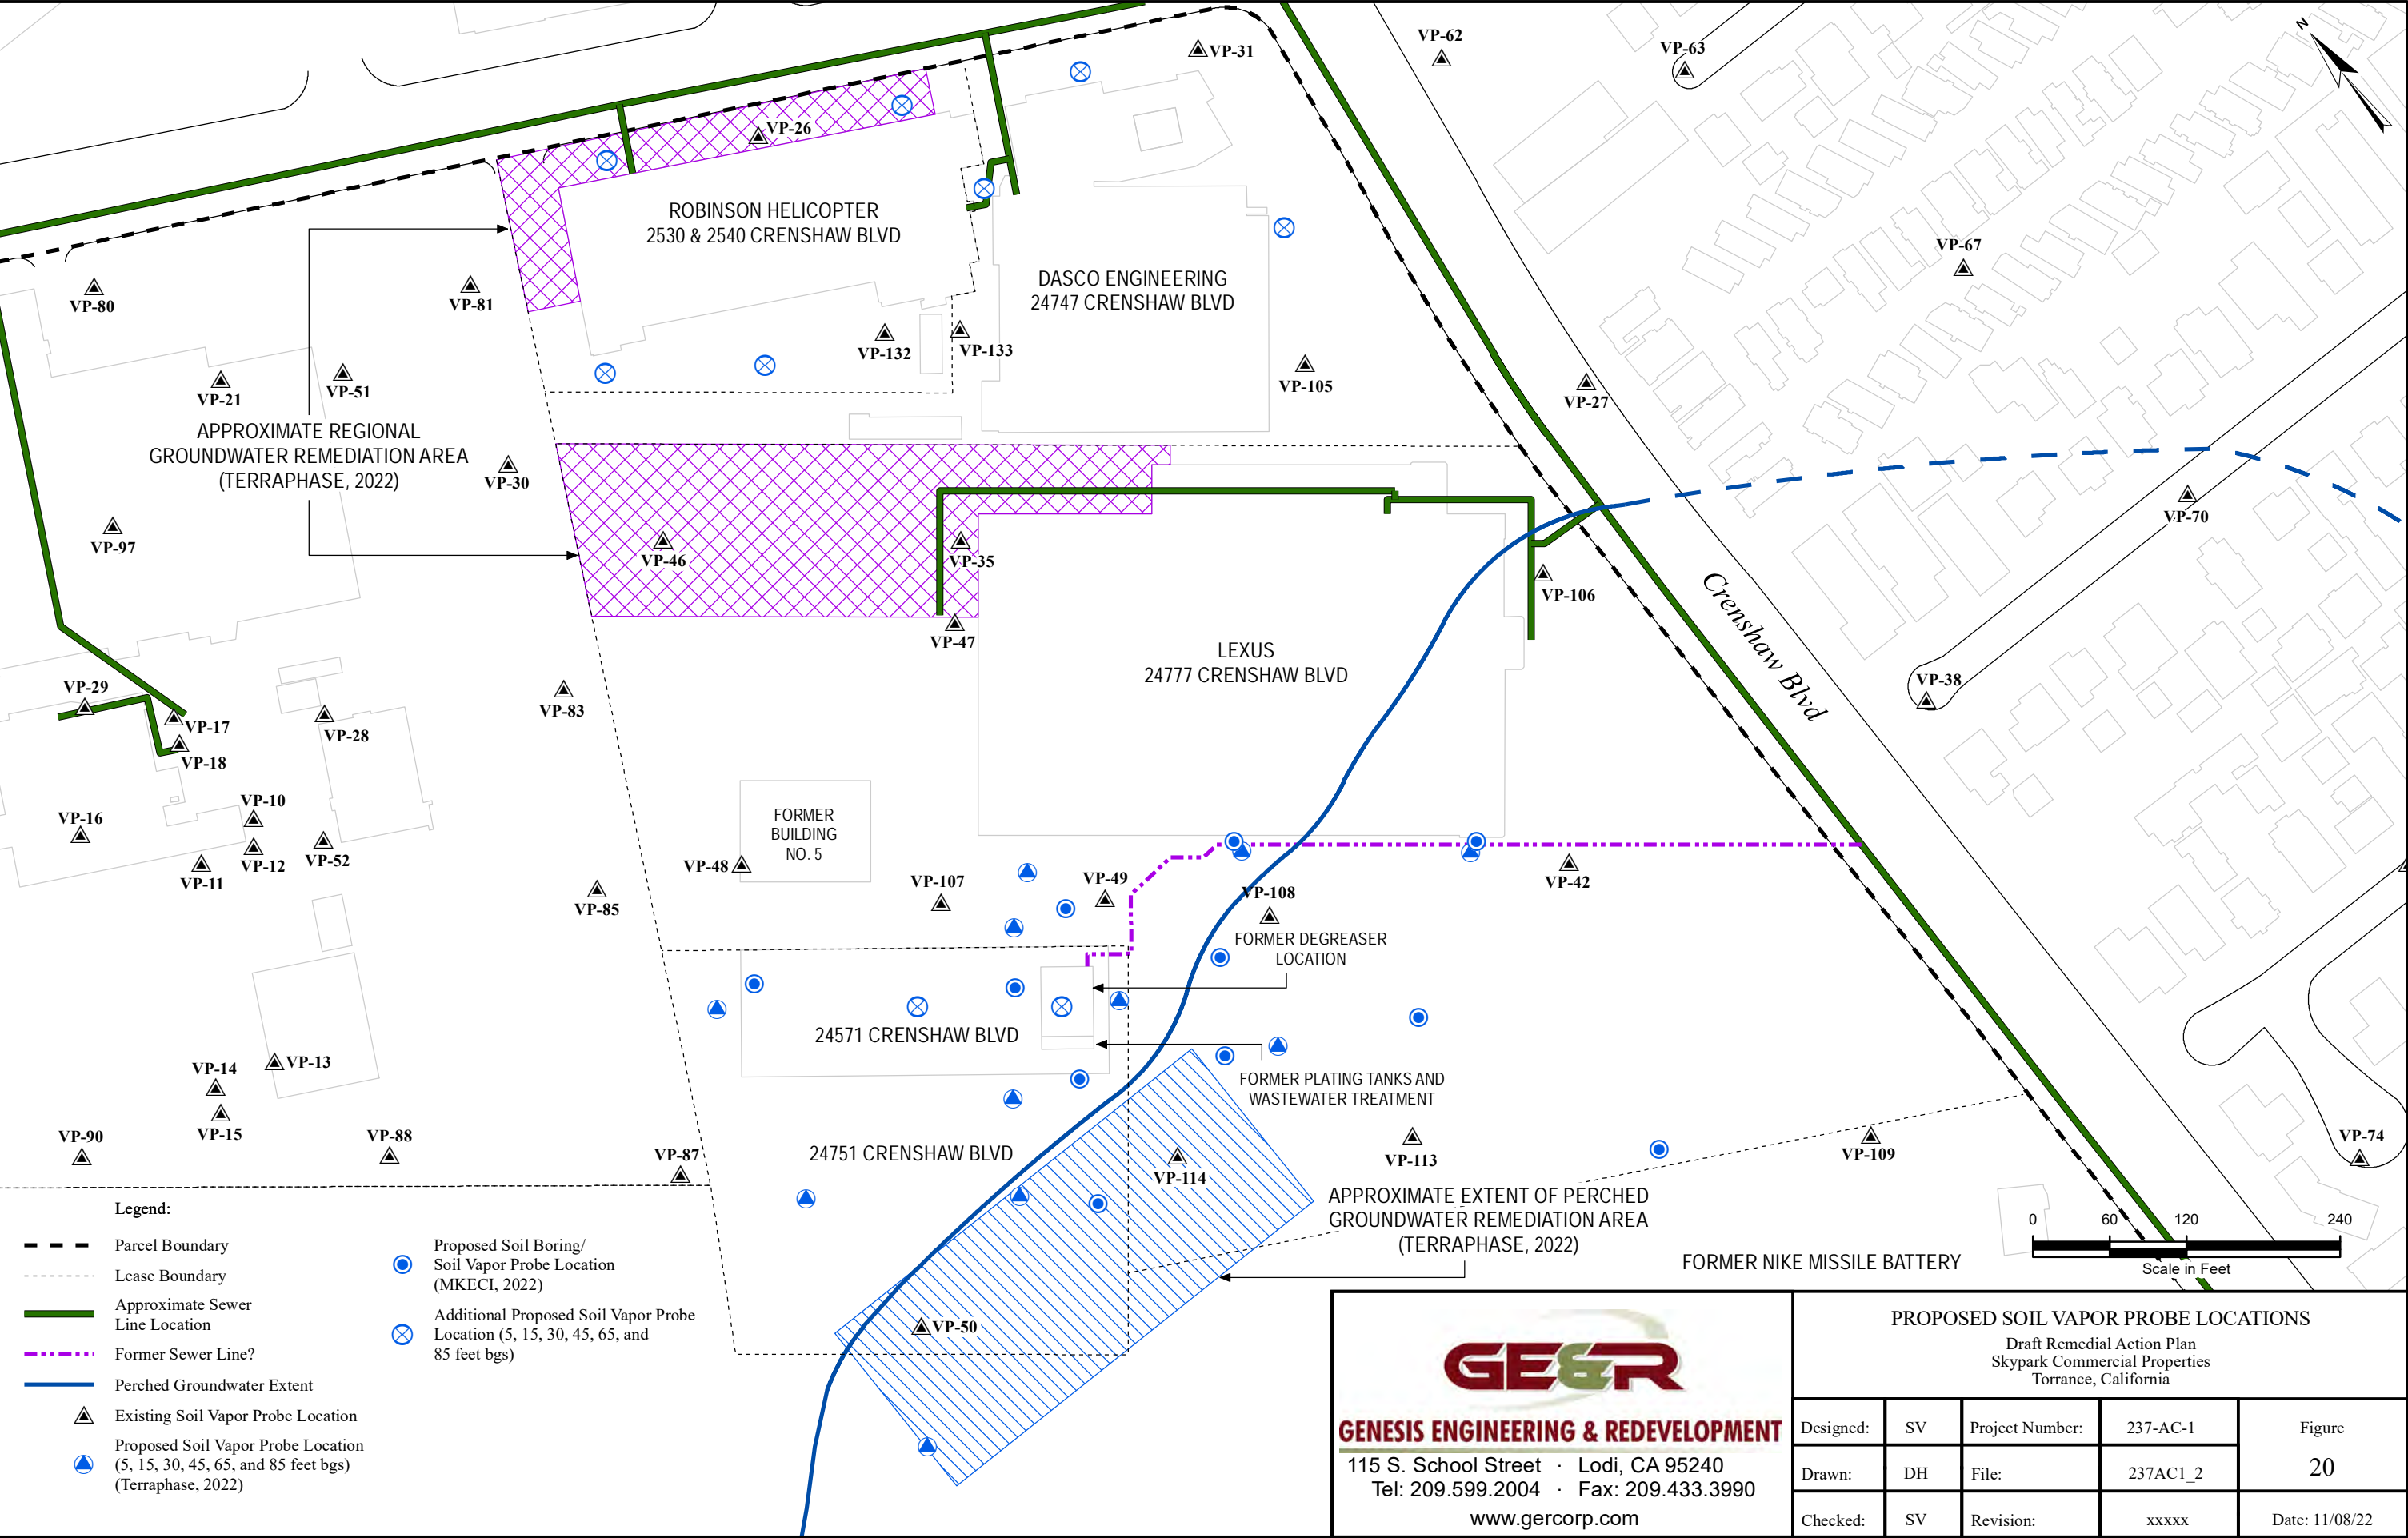 VP-62
VP-63
N
VP-31
VP-26
ROBINSON HELICOPTER
2530 & 2540 CRENSHAW BLVD
VP-67
DASCO ENGINEERING
24747 CRENSHAW BLVD
VP-80
VP-81
VP-132
VP-133
VP-105
VP-27
VP-21
VP-51
APPROXIMATE REGIONAL
GROUNDWATER REMEDIATION AREA
(TERRAPHASE, 2022)
VP-30
VP-70
VP-97
VP-46
VP-35
VP-106
Crenshaw Blvd
VP-47
LEXUS
24777 CRENSHAW BLVD
VP-38
VP-29
VP-17
VP-18
VP-28
VP-83
VP-16
VP-10
VP-12
VP-11
VP-52
FORMER
BUILDING
NO. 5
VP-48
VP-85
VP-107
VP-49
VP-108
VP-42
FORMER DEGREASER
LOCATION
24571 CRENSHAW BLVD
VP-14
VP-13
VP-15
FORMER PLATING TANKS AND
WASTEWATER TREATMENT
VP-90
VP-88
VP-87
24751 CRENSHAW BLVD
VP-114
VP-113
VP-109
VP-74
APPROXIMATE EXTENT OF PERCHED
GROUNDWATER REMEDIATION AREA
(TERRAPHASE, 2022)
FORMER NIKE MISSILE BATTERY
0 60 120 240
Scale in Feet
VP-50
Legend:
Parcel Boundary
Lease Boundary
Approximate Sewer
Line Location
Former Sewer Line?
Perched Groundwater Extent
Existing Soil Vapor Probe Location
Proposed Soil Vapor Probe Location
(5, 15, 30, 45, 65, and 85 feet bgs)
(Terraphase, 2022)
Proposed Soil Boring/
Soil Vapor Probe Location
(MKECI, 2022)
Additional Proposed Soil Vapor Probe
Location (5, 15, 30, 45, 65, and
85 feet bgs)
GE&R
GENESIS ENGINEERING & REDEVELOPMENT
115 S. School Street · Lodi, CA 95240
Tel: 209.599.2004 · Fax: 209.433.3990
www.gercorp.com
PROPOSED SOIL VAPOR PROBE LOCATIONS
Draft Remedial Action Plan
Skypark Commercial Properties
Torrance, California
Designed: SV Project Number: 237-AC-1 Figure
Drawn: DH File: 237AC1_2 20
Checked: SV Revision: xxxxx Date: 11/08/22